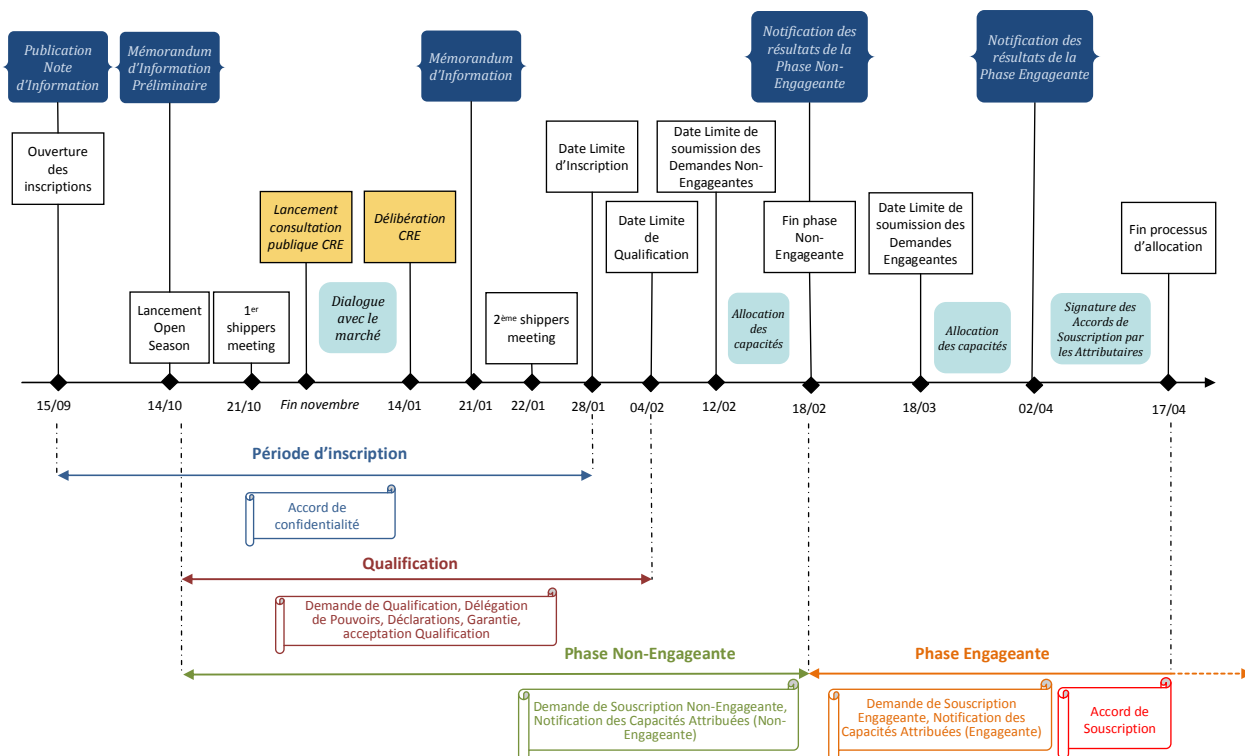 Publication
Note
d'Information
Mémorandum
d'Information
Préliminaire
Mémorandum
d'Information
Notification des
résultats de la
Phase Non-
Engageante
Notification des
résultats de la
Phase Engageante
Ouverture
des
inscriptions
Lancement
consultation
publique CRE
Délibération
CRE
Date Limite
d'Inscription
Date Limite de
soumission des
Demandes Non-
Engageantes
Date Limite
de
Qualification
Fin phase
Non-
Engageante
Date Limite de
soumission des
Demandes
Engageantes
Fin processus
d'allocation
Lancement
Open
Season
1er
shippers
meeting
Dialogue
avec le
marché
2ème shippers
meeting
Allocation
des
capacités
Allocation
des capacités
Signature des
Accords de
Souscription par
les Attributaires
15/09
14/10
21/10
Fin novembre
14/01
21/01
22/01
28/01
04/02
12/02
18/02
18/03
02/04
17/04
Période d'inscription
Accord de
confidentialité
Qualification
Demande de Qualification, Délégation
de Pouvoirs, Déclarations, Garantie,
acceptation Qualification
Phase Non-Engageante
Phase Engageante
Demande de Souscription Non-Engageante,
Notification des Capacités Attribuées (Non-
Engageante)
Demande de Souscription
Engageante, Notification des
Capacités Attribuées (Engageante)
Accord de
Souscription